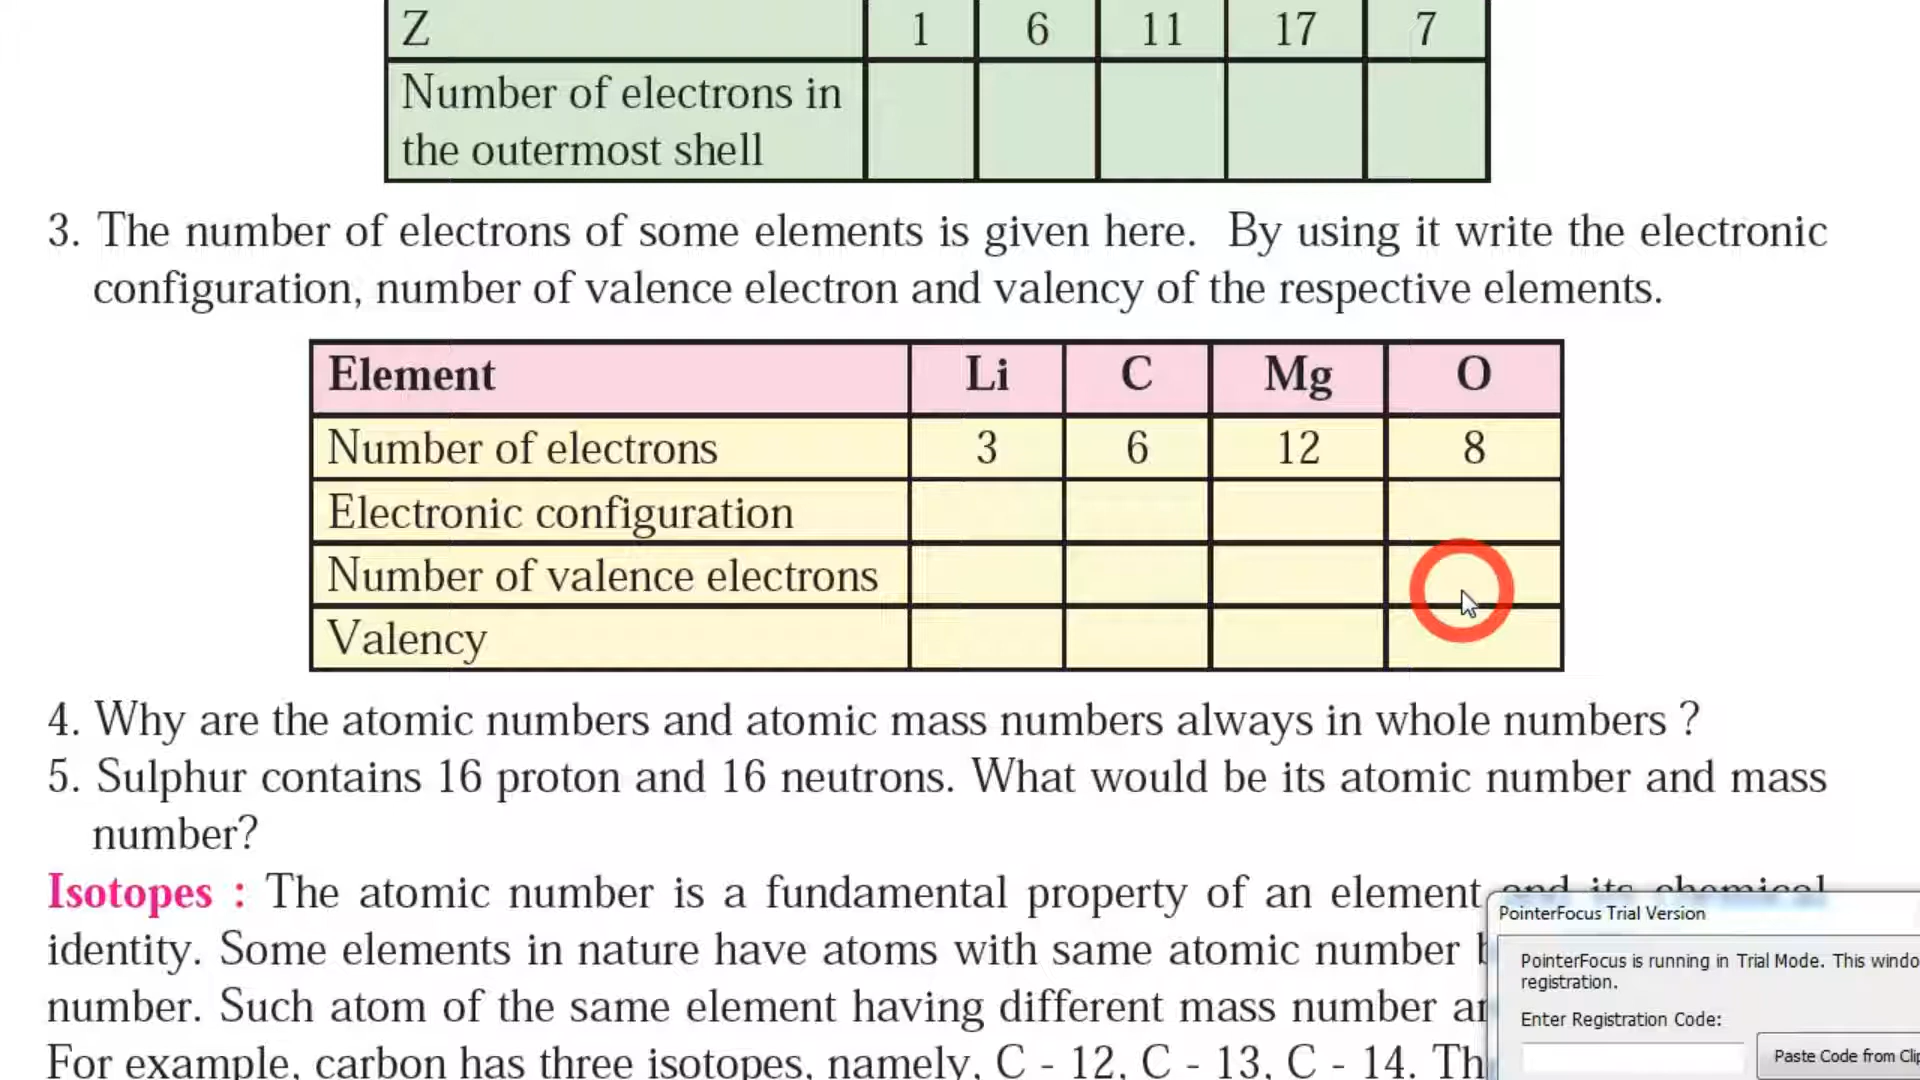 Z 1 6 11 17 7
Number of electrons in
the outermost shell
3. The number of electrons of some elements is given here. By using it write the electronic
configuration, number of valence electron and valency of the respective elements.
Element Li C Mg O
Number of electrons 3 6 12 8
Electronic configuration
Number of valence electrons
Valency
4. Why are the atomic numbers and atomic mass numbers always in whole numbers ?
5. Sulphur contains 16 proton and 16 neutrons. What would be its atomic number and mass
number?
Isotopes : The atomic number is a fundamental property of an element and its chemical
identity. Some elements in nature have atoms with same atomic number
number. Such atom of the same element having different mass number
For example, carbon has three isotopes, namely, C - 12, C - 13, C - 14.
PointerFocus Trial Version
PointerFocus is running in Trial Mode. This
registration.
Enter Registration Code:
Paste Code from